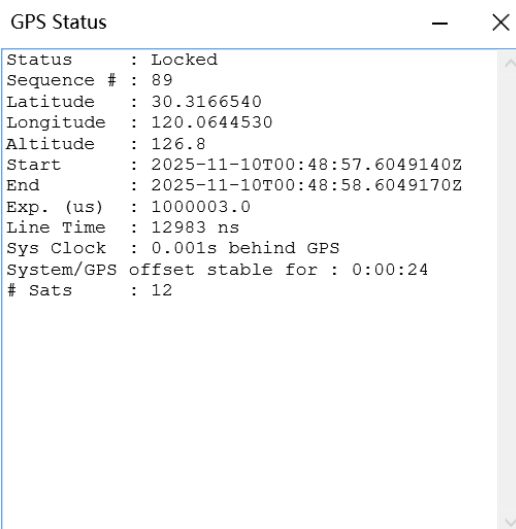 GPS Status
Status      : Locked
Sequence #  : 89
Latitude    : 30.3166540
Longitude   : 120.0644530
Altitude    : 126.8
Start       : 2025-11-10T00:48:57.6049140Z
End         : 2025-11-10T00:48:58.6049170Z
Exp. (us)   : 1000003.0
Line Time   : 12983 ns
Sys Clock   : 0.001s behind GPS
System/GPS offset stable for : 0:00:24
# Sats      : 12